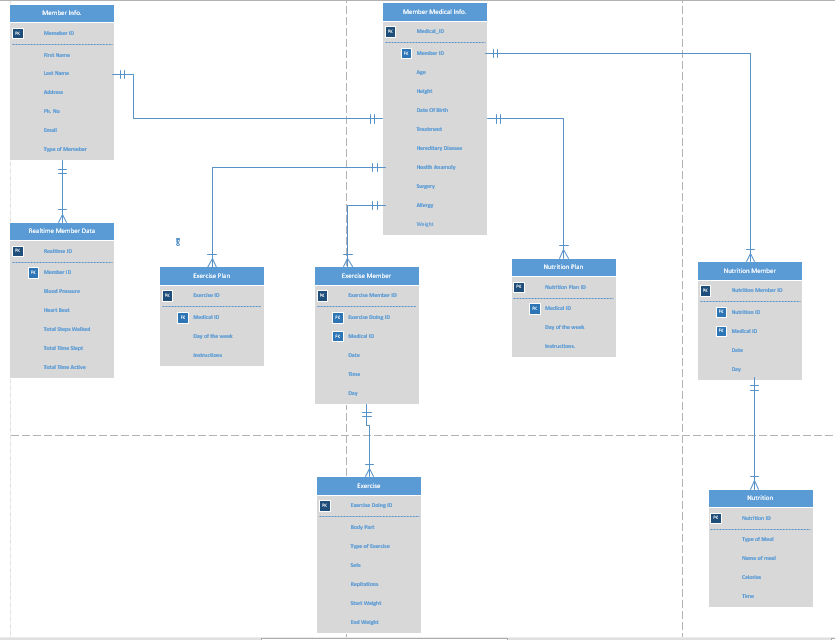 Member Info.
PK Memeber ID
First Name
Last Name
Address
Ph. No
Email
Type of Memeber
Member Medical Info.
PK Medical_ID
FK Member ID
Age
Height
Date Of Birth
Treatment
Hereditary Disease
Health Anamoly
Surgery
Allergy
Weight
Realtime Member Data
PK Realtime ID
FK Member ID
Blood Pressure
Heart Beat
Total Steps Walked
Total Time Slept
Total Time Active
Exercise Plan
PK Exercise ID
FK Medical ID
Day of the week
Instructions
Exercise Member
PK Exercise Member ID
FK Exercise Doing ID
FK Medical ID
Date
Time
Day
Nutrition Plan
PK Nutrition Plan ID
FK Medical ID
Day of the week
Instructions.
Nutrition Member
PK Nutrition Member ID
FK Nutrition ID
FK Medical ID
Date
Day
Exercise
PK Exercise Doing ID
Body Part
Type of Exercise
Sets
Repitations
Start Weight
End Weight
Nutrition
PK Nutrition ID
Type of Meal
Name of meal
Calories
Time